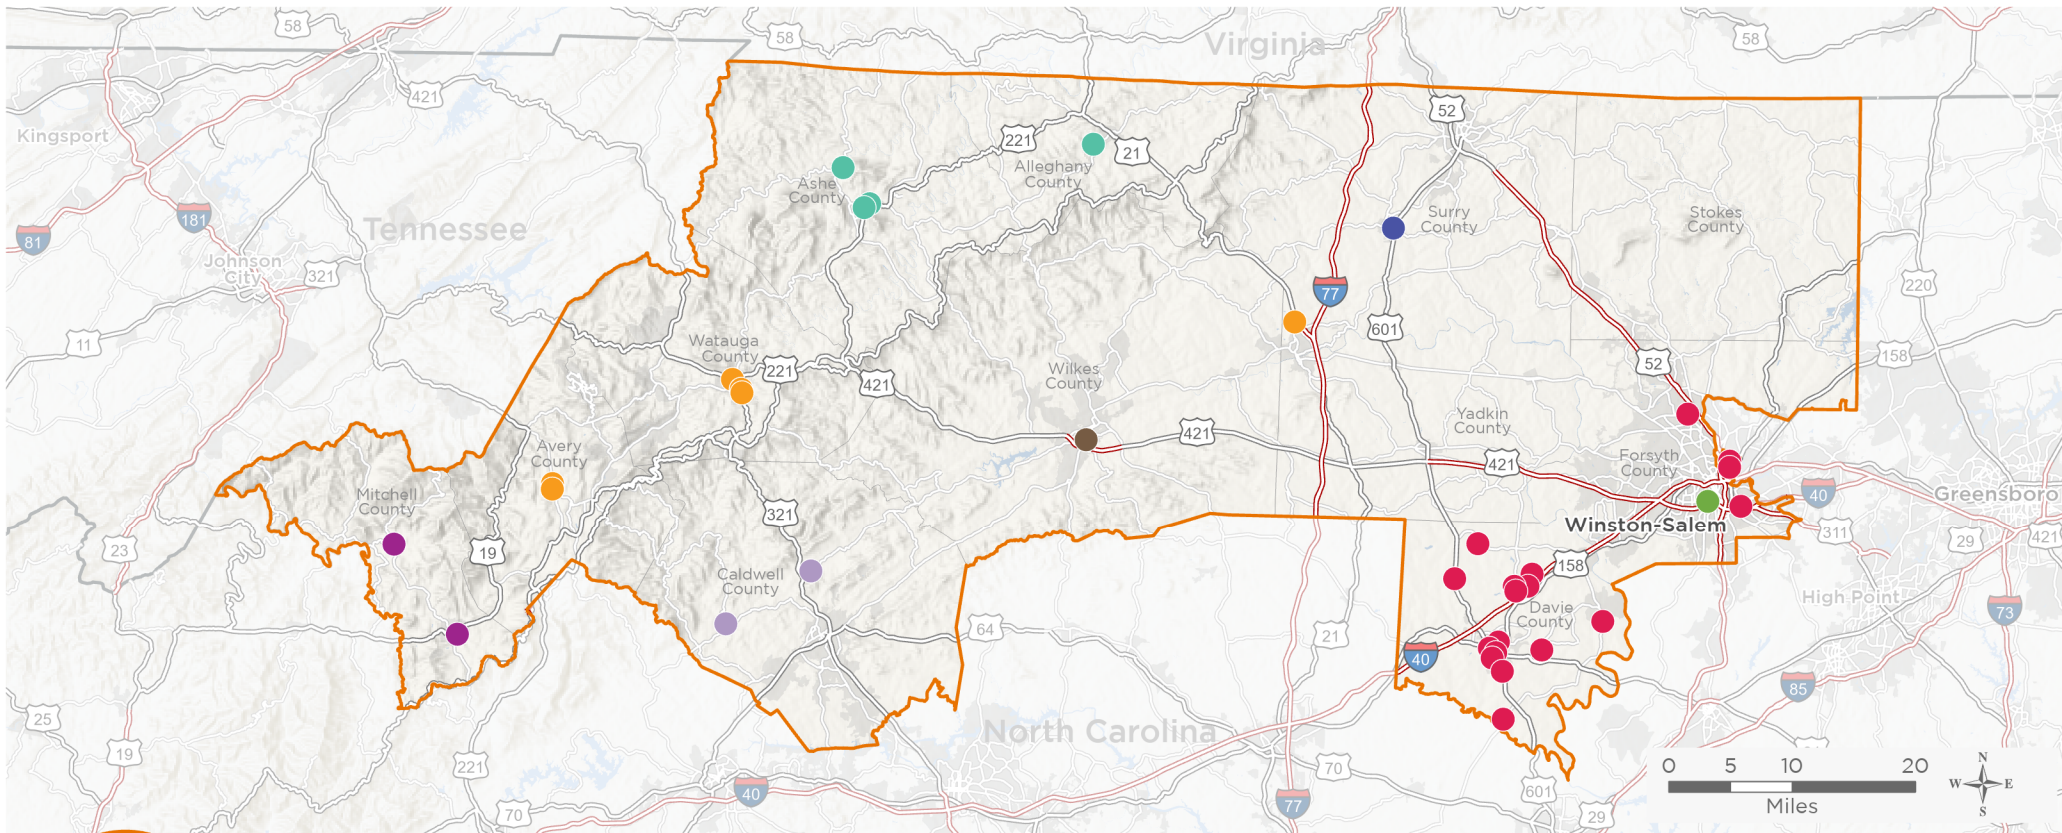 58
58
Virginia
58
421
52
Kingsport
221
21
Alleghany
County
Ashe
County
181
81
Tennessee
Surry
County
Stokes
County
Johnson
City
321
77
220
11
601
Watauga
County
221
421
Wilkes
County
52
158
Yadkin
County
421
421
Avery
County
Forsyth
County
Mitchell
County
40
Greensboro
321
Winston-Salem
311
29
421
23
19
158
Caldwell
County
Davie
County
High Point
73
64
21
40
85
25
North Carolina
19
221
70
0 5 10 20
Miles
N
W E
S
40
601
70
77
29